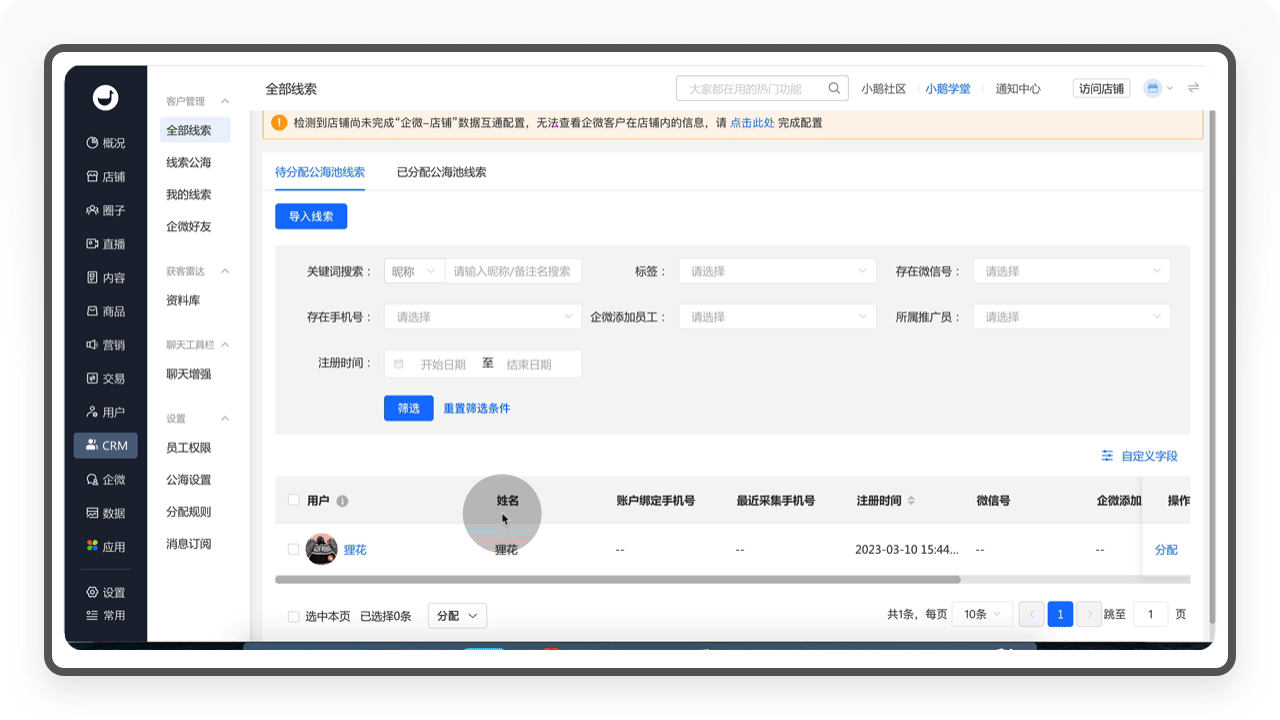 概况
店铺
圈子
直播
内容
商品
营销
交易
用户
CRM
企微
数据
应用
设置
常用
客户管理
全部线索
线索公海
我的线索
企微好友
获客雷达
资料库
聊天工具栏
聊天增强
设置
员工权限
公海设置
分配规则
消息订阅
全部线索
大家都在用的热门功能
小鹅社区
小鹅学堂
通知中心
访问店铺
检测到店铺尚未完成“企微-店铺”数据互通配置，无法查看企微客户在店铺内的信息，请 点击此处 完成配置
待分配公海池线索 已分配公海池线索
导入线索
关键词搜索： 昵称 请输入昵称/备注名搜索 标签： 请选择 存在微信号： 请选择
存在手机号： 请选择 企微添加员工： 请选择 所属推广员： 请选择
注册时间： 开始日期 至 结束日期
筛选 重置筛选条件
自定义字段
用户 姓名 账户绑定手机号 最近采集手机号 注册时间 微信号 企微添加 操作
狸花 狸花 -- -- 2023-03-10 15:44... -- -- 分配
选中本页 已选择0条 分配 共1条，每页 10条 1 跳至 1 页